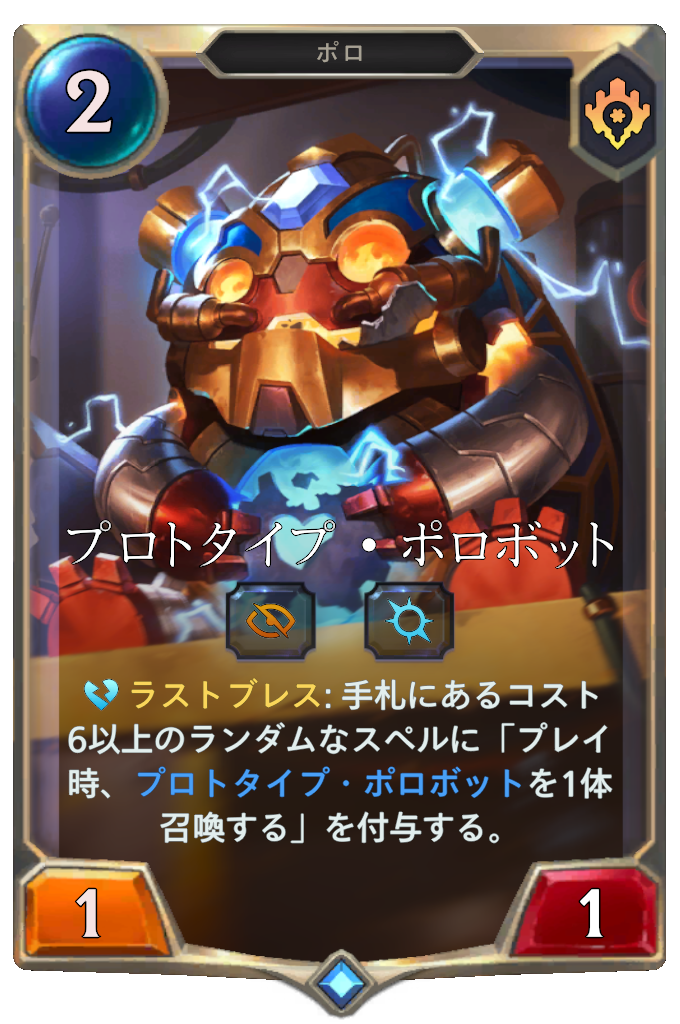 2
ポロ
プロトタイプ・ポロボット
ラストブレス: 手札にあるコスト
6以上のランダムなスペルに「プレイ
時、プロトタイプ・ポロボットを1体
召喚する」を付与する。
1
1